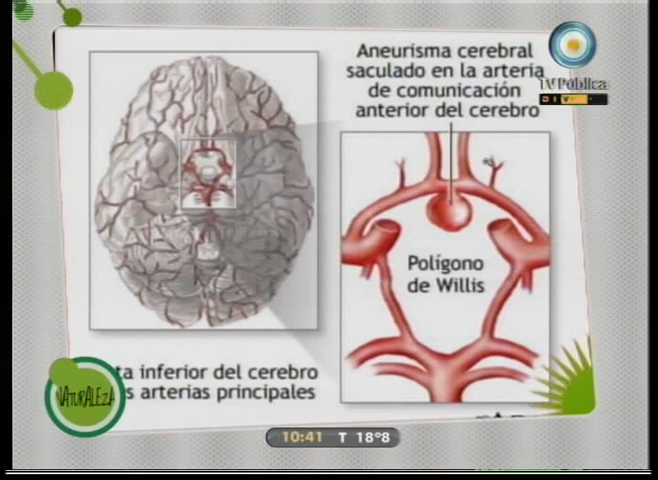 Aneurisma cerebral
saculado en la arteria
de comunicación
anterior del cerebro
TV Pública
Polígono
de Willis
ta inferior del cerebro
s arterias principales
NATURALEZA
10:41 T 18°8